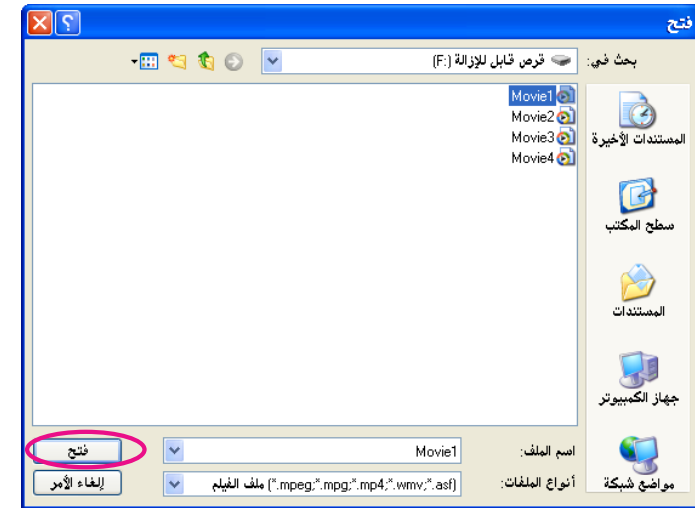 فتح
بحث في:
قرص قابل للإزالة (F:)
Movie1
Movie2
Movie3
Movie4
المستندات الأخيرة
سطح المكتب
المستندات
جهاز الكمبيوتر
مواضع شبكة
اسم الملف:
Movie1
فتح
أنواع الملفات:
ملف الفيلم (*.mpeg;*.mpg;*.mp4;*.wmv;*.asf)
إلغاء الأمر